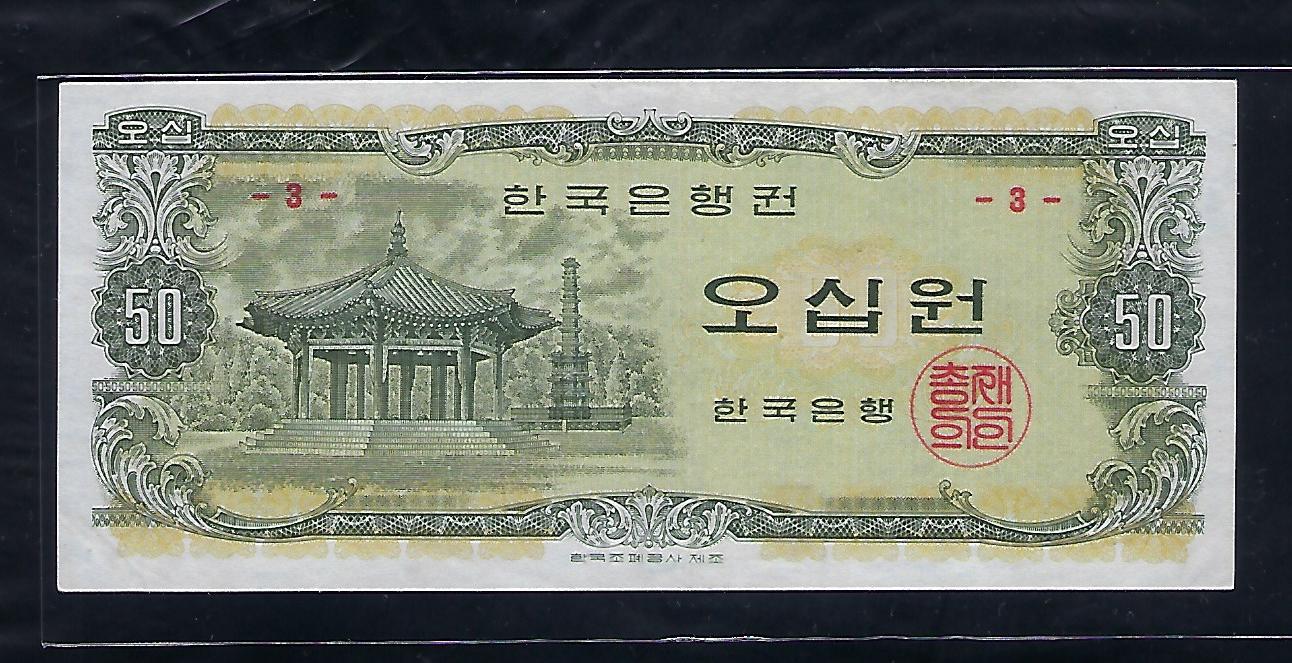 오십 오십
- 3 - - 3 -
한국은행권
오십원
50 50
한국은행
총재의인
한국조폐공사 제조